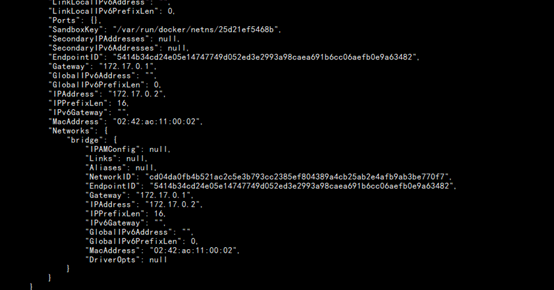 "LinkLocalIPv6Address": "",
"LinkLocalIPv6PrefixLen": 0,
"Ports": {},
"SandboxKey": "/var/run/docker/netns/25d21ef5468b",
"SecondaryIPAddresses": null,
"SecondaryIPv6Addresses": null,
"EndpointID": "5414b34cd24e05e14747749d052ed3e2993a98caea691b6cc06aefb0e9a63482",
"Gateway": "172.17.0.1",
"GlobalIPv6Address": "",
"GlobalIPv6PrefixLen": 0,
"IPAddress": "172.17.0.2",
"IPPrefixLen": 16,
"IPv6Gateway": "",
"MacAddress": "02:42:ac:11:00:02",
"Networks": {
"bridge": {
"IPAMConfig": null,
"Links": null,
"Aliases": null,
"NetworkID": "cd04da0fb4b521ac2c5e3b793cc2385ef804389a4cb25ab2e4afb9ab3be770f7",
"EndpointID": "5414b34cd24e05e14747749d052ed3e2993a98caea691b6cc06aefb0e9a63482",
"Gateway": "172.17.0.1",
"IPAddress": "172.17.0.2",
"IPPrefixLen": 16,
"IPv6Gateway": "",
"GlobalIPv6Address": "",
"GlobalIPv6PrefixLen": 0,
"MacAddress": "02:42:ac:11:00:02",
"DriverOpts": null
}
}
}